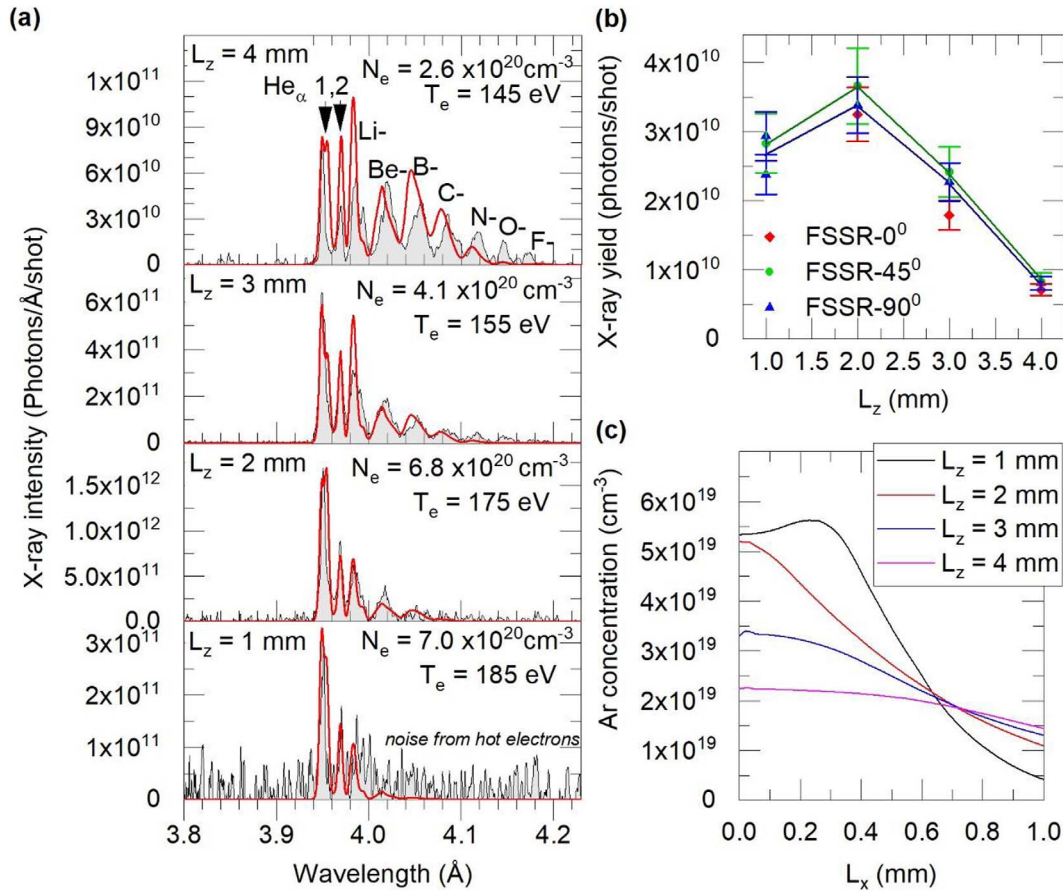 (a)
L_z = 4 mm
N_e = 2.6 x10^20 cm^-3
T_e = 145 eV
He_α 1,2
Li-
Be-
B-
C-
N-
O-
F-
1x10^11
9x10^10
6x10^10
3x10^10
0
L_z = 3 mm
N_e = 4.1 x10^20 cm^-3
T_e = 155 eV
6x10^11
4x10^11
2x10^11
0
L_z = 2 mm
N_e = 6.8 x10^20 cm^-3
T_e = 175 eV
1.5x10^12
1.0x10^12
5.0x10^11
0.0
L_z = 1 mm
N_e = 7.0 x10^20 cm^-3
T_e = 185 eV
noise from hot electrons
3x10^11
2x10^11
1x10^11
0
3.8 3.9 4.0 4.1 4.2
Wavelength (Å)
X-ray intensity (Photons/Å/shot)
(b)
X-ray yield (photons/shot)
4x10^10
3x10^10
2x10^10
1x10^10
0
FSSR-0^0
FSSR-45^0
FSSR-90^0
1.0 1.5 2.0 2.5 3.0 3.5 4.0
L_z (mm)
(c)
L_z = 1 mm
L_z = 2 mm
L_z = 3 mm
L_z = 4 mm
Ar concentration (cm^-3)
6x10^19
5x10^19
4x10^19
3x10^19
2x10^19
1x10^19
0
0.0 0.2 0.4 0.6 0.8 1.0
L_x (mm)